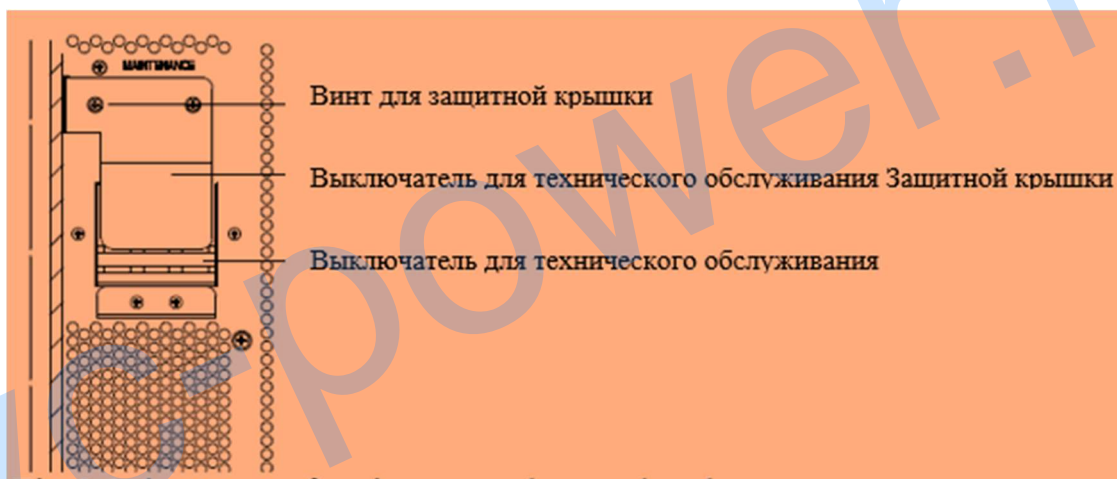 MAINTENANCE
Винт для защитной крышки
Выключатель для технического обслуживания Защитной крышки
Выключатель для технического обслуживания